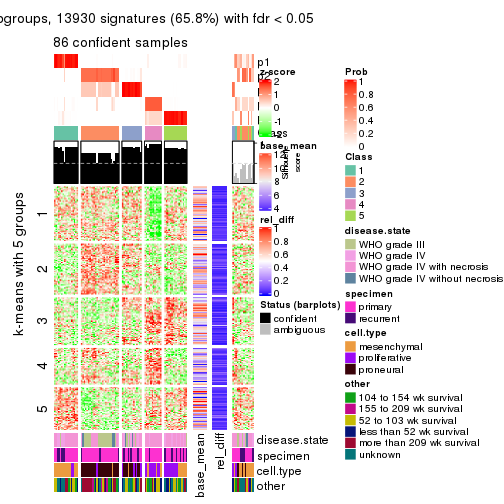 ogroups, 13930 signatures (65.8%) with fdr < 0.05
86 confident samples
p1
p2
z-score
2
1
0
-1
-2
base_mean
12
8
6
rel_diff
1
0.8
0.6
0.4
0.2
0
Status (barplots)
confident
ambiguous
Silhouette
score
Prob
1
0.8
0.6
0.4
0.2
0
Class
1
2
3
4
5
disease.state
WHO grade III
WHO grade IV
WHO grade IV with necrosis
WHO grade IV without necrosis
specimen
primary
recurrent
cell.type
mesenchymal
proliferative
proneural
other
104 to 154 wk survival
155 to 209 wk survival
52 to 103 wk survival
less than 52 wk survival
more than 209 wk survival
unknown
k-means with 5 groups
1
2
3
4
5
base_mean
rel_diff
disease.state
specimen
cell.type
other